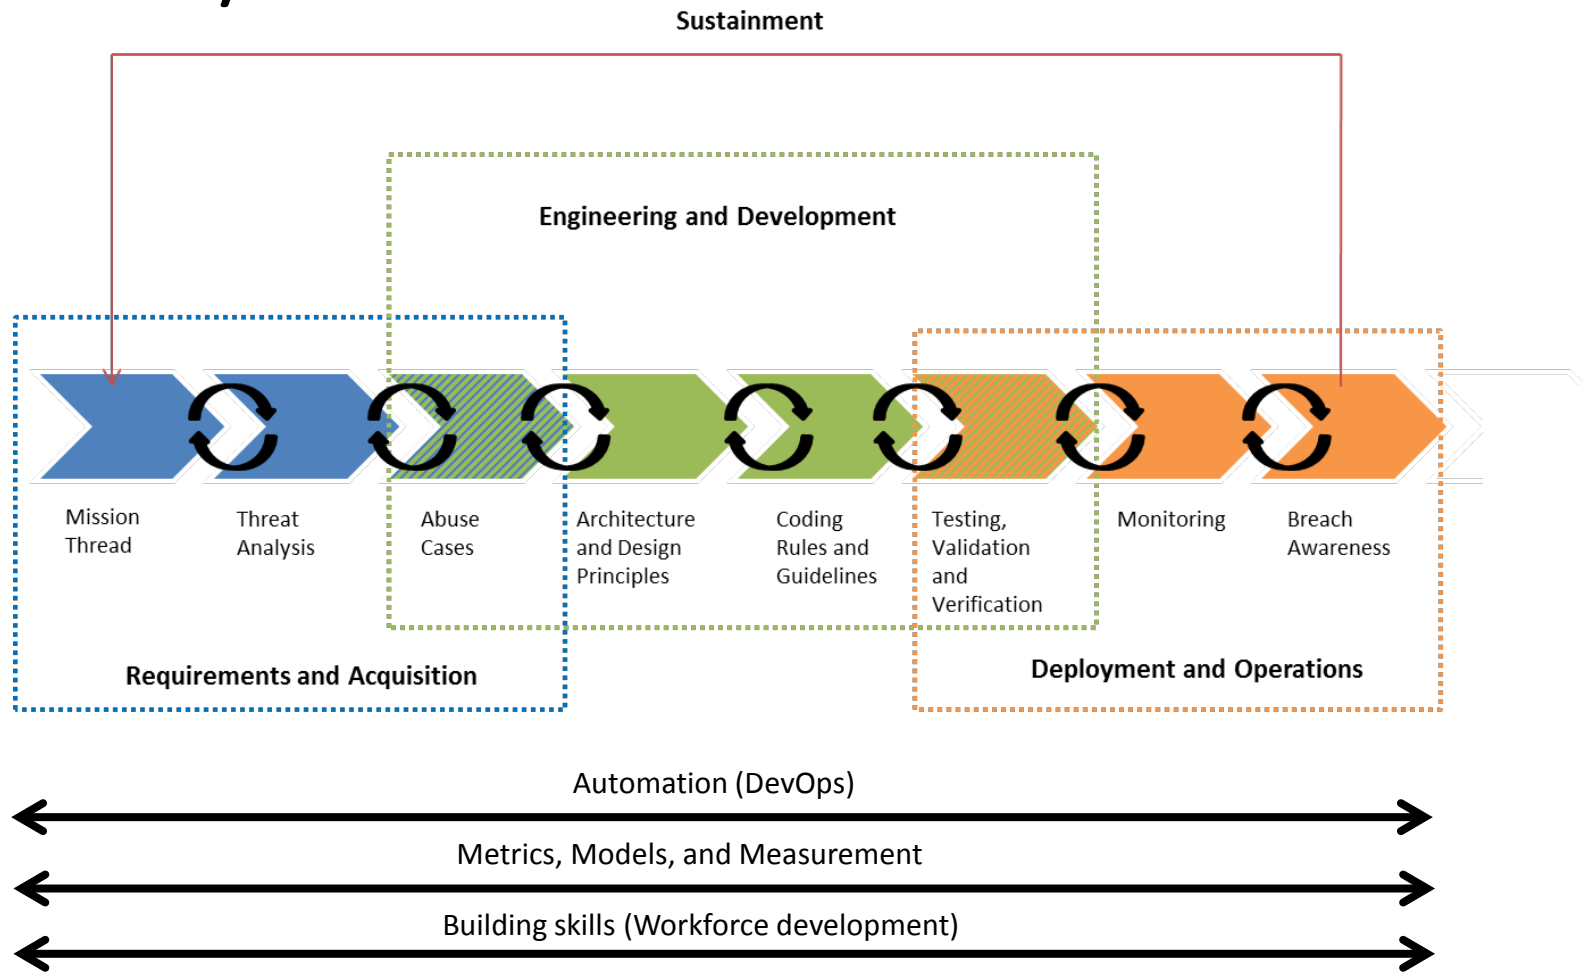 Sustainment
Engineering and Development
Mission
Thread
Threat
Analysis
Abuse
Cases
Architecture
and Design
Principles
Coding
Rules and
Guidelines
Testing,
Validation
and
Verification
Monitoring
Breach
Awareness
Requirements and Acquisition
Deployment and Operations
Automation (DevOps)
Metrics, Models, and Measurement
Building skills (Workforce development)